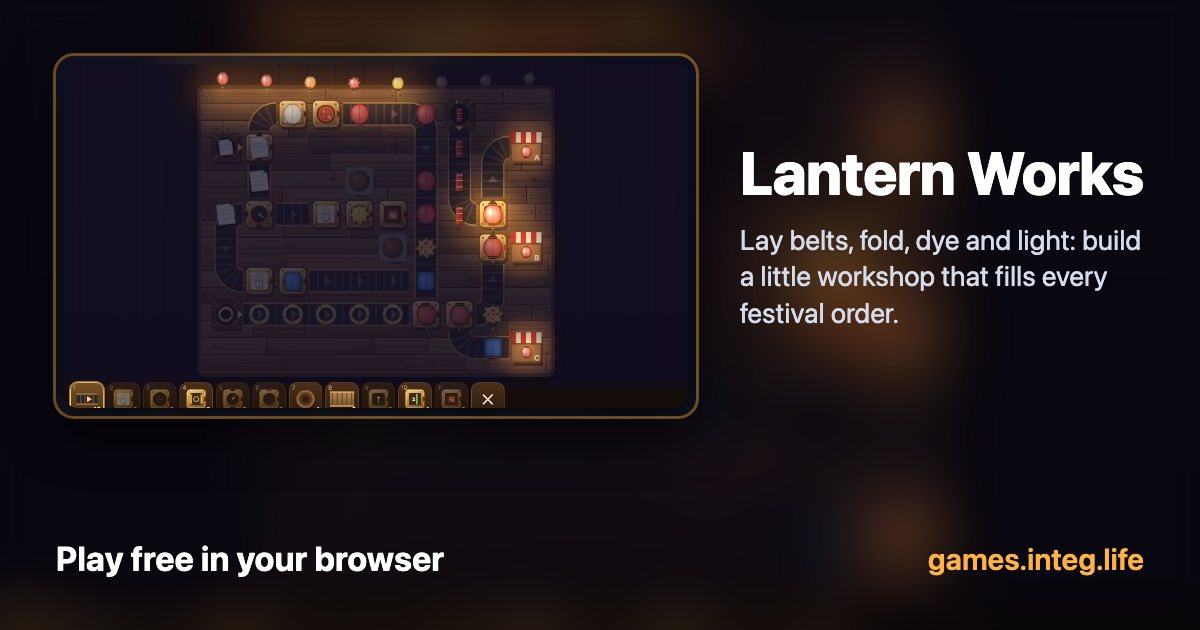 Lantern Works
Lay belts, fold, dye and light: build
a little workshop that fills every
festival order.
A
B
C
Play free in your browser
games.integ.life